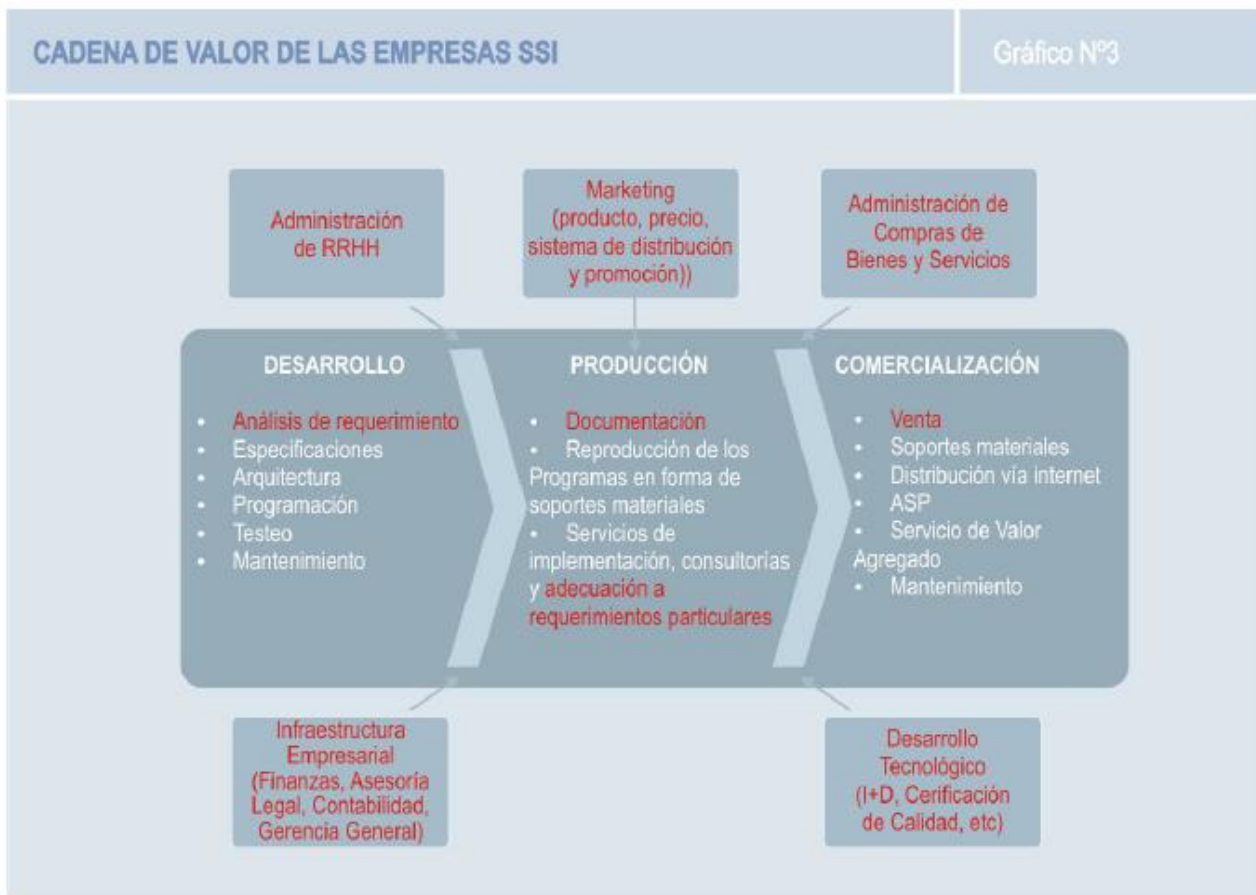 CADENA DE VALOR DE LAS EMPRESAS SSI
Gráfico Nº3
Administración
de RRHH
Marketing
(producto, precio,
sistema de distribución
y promoción))
Administración de
Compras de
Bienes y Servicios
DESARROLLO
• Análisis de requerimiento
• Especificaciones
• Arquitectura
• Programación
• Testeo
• Mantenimiento
PRODUCCIÓN
• Documentación
• Reproducción de los
Programas en forma de
soportes materiales
• Servicios de
implementación, consultorías
y adecuación a
requerimientos particulares
COMERCIALIZACIÓN
• Venta
• Soportes materiales
• Distribución vía internet
• ASP
• Servicio de Valor
Agregado
• Mantenimiento
Infraestructura
Empresarial
(Finanzas, Asesoría
Legal, Contabilidad,
Gerencia General)
Desarrollo
Tecnológico
(I+D, Cerificación
de Calidad, etc)